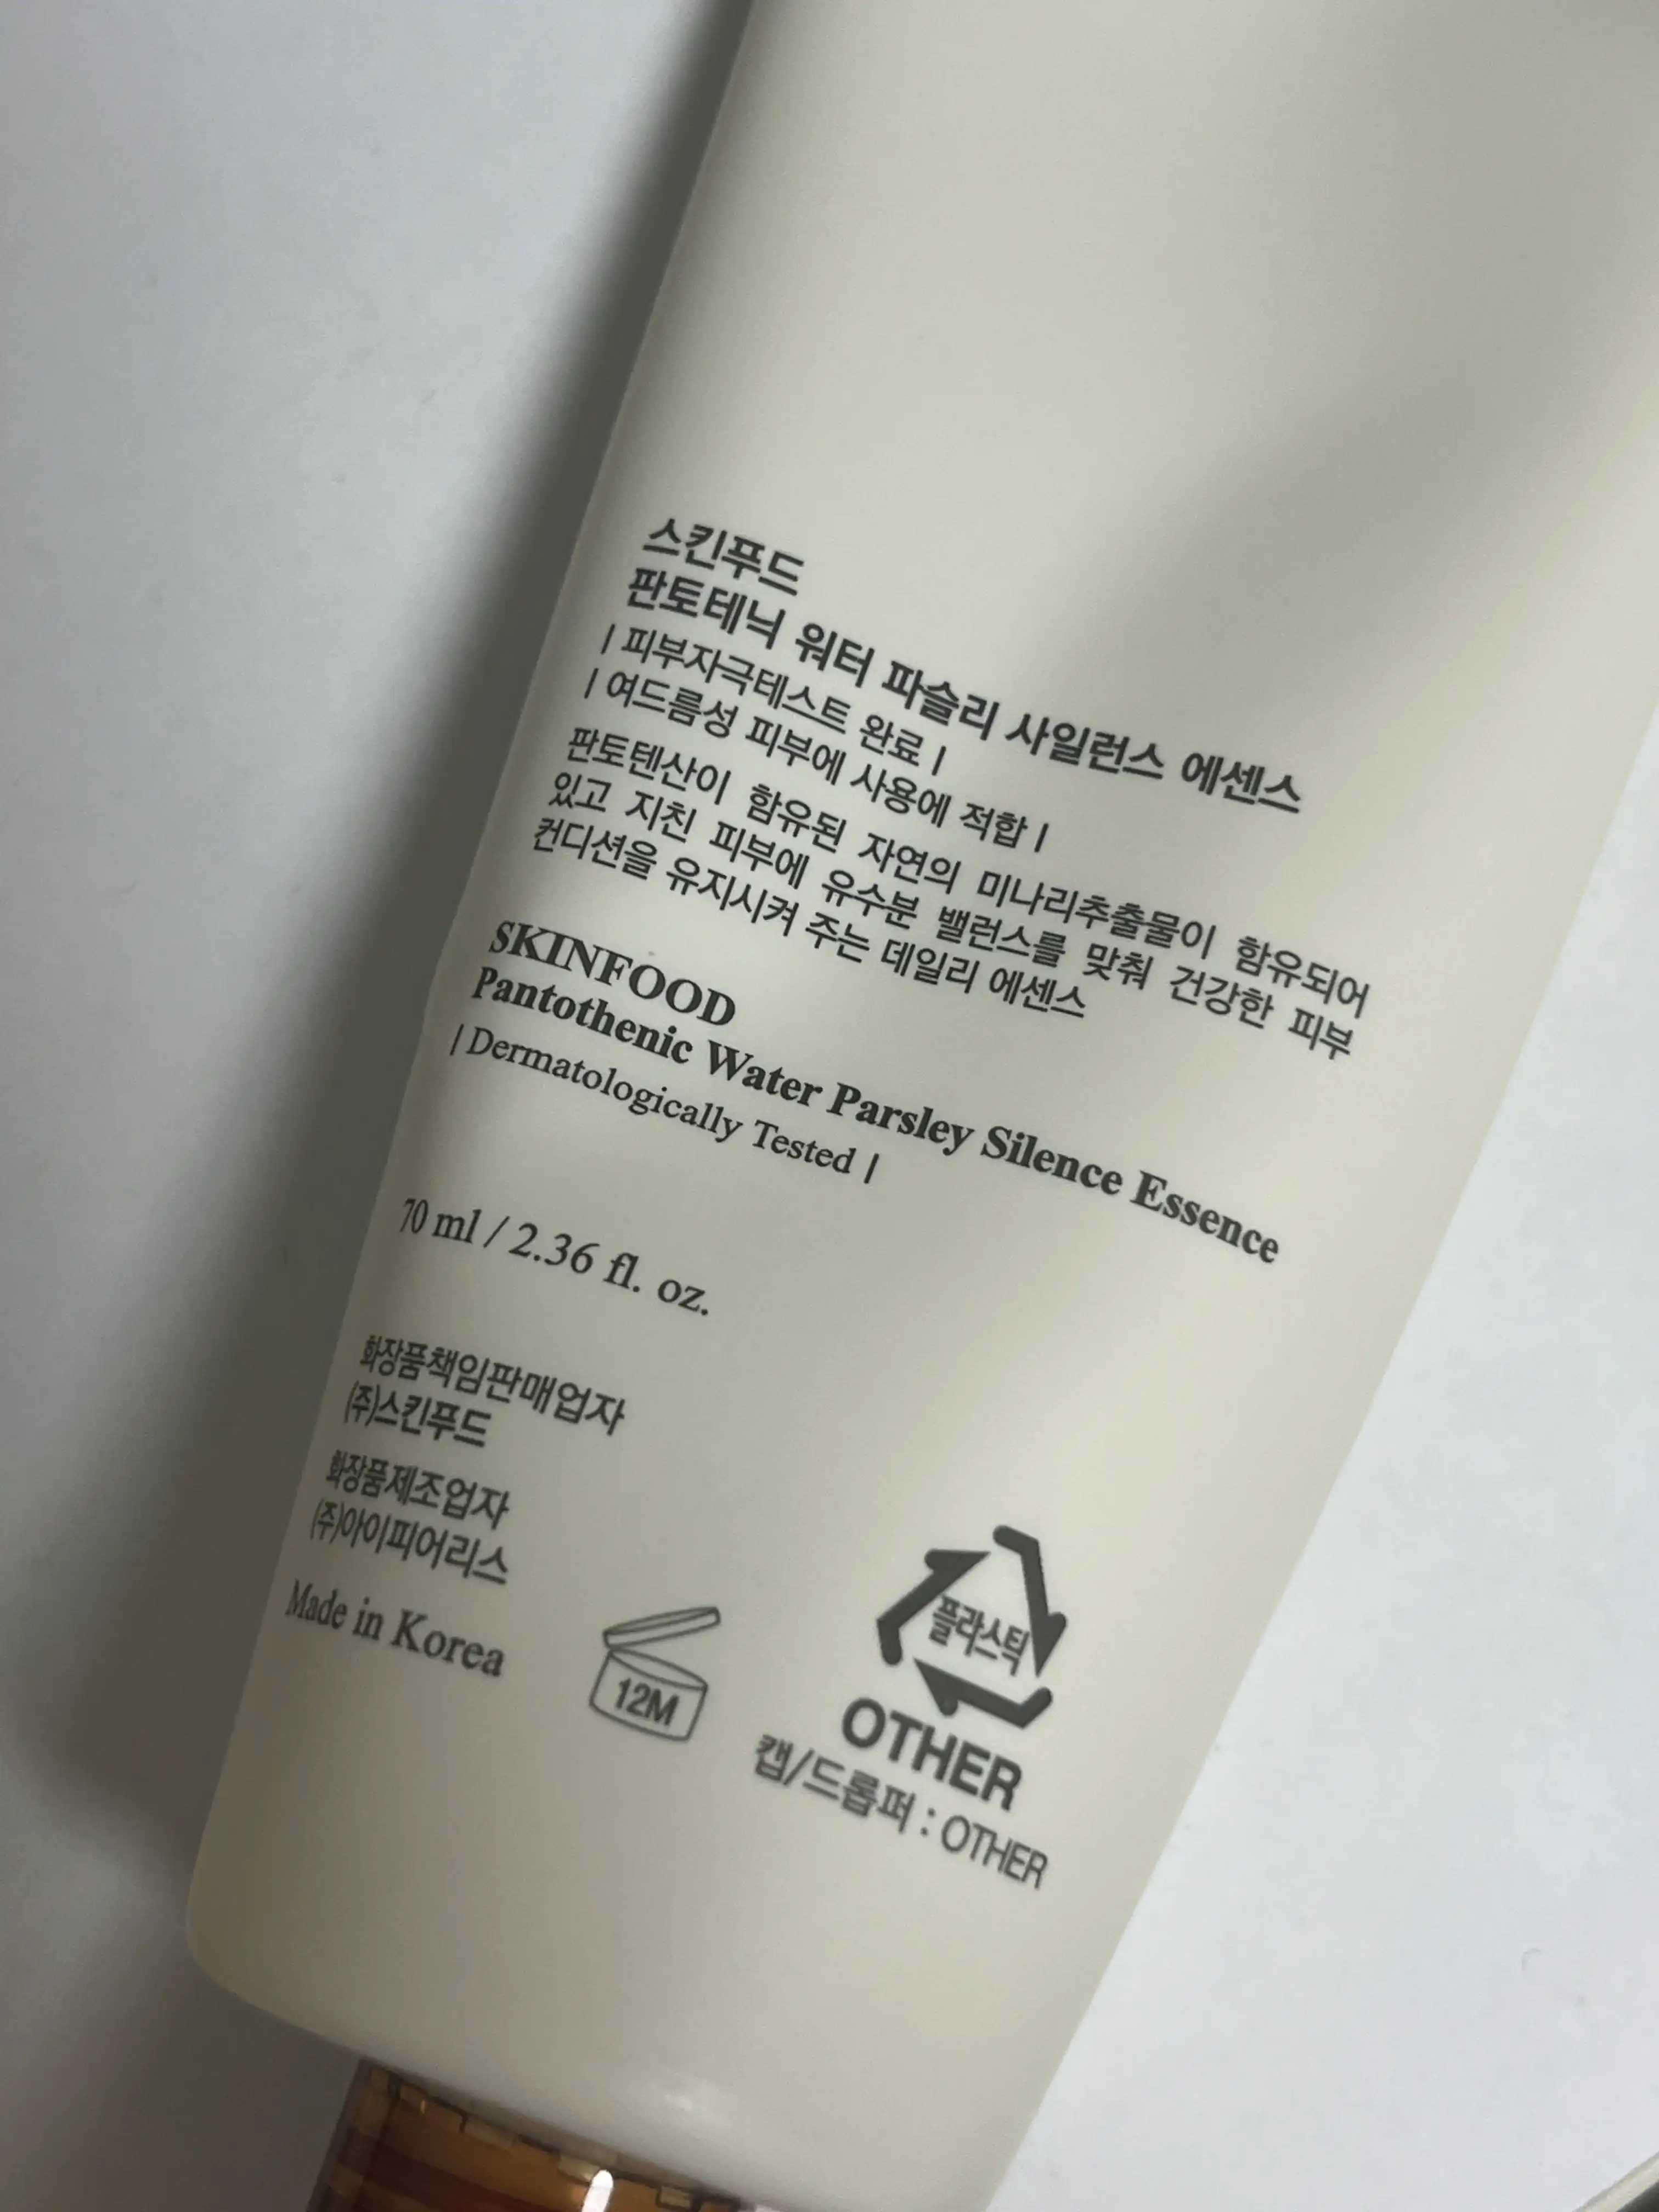 스킨푸드
판토테닉 워터 파슬리 사일런스 에센스
| 피부자극테스트 완료 |
| 여드름성 피부에 사용에 적합 |
판토텐산이 함유된 자연의 미나리추출물이 함유되어
있고 지친 피부에 유수분 밸런스를 맞춰 건강한 피부
컨디션을 유지시켜 주는 데일리 에센스
SKINFOOD
Pantothenic Water Parsley Silence Essence
| Dermatologically Tested |
70 ml / 2.36 fl. oz.
화장품책임판매업자
(주)스킨푸드
화장품제조업자
(주)아이피어리스
Made in Korea
12M
플라스틱
OTHER
캡/드롭퍼 : OTHER